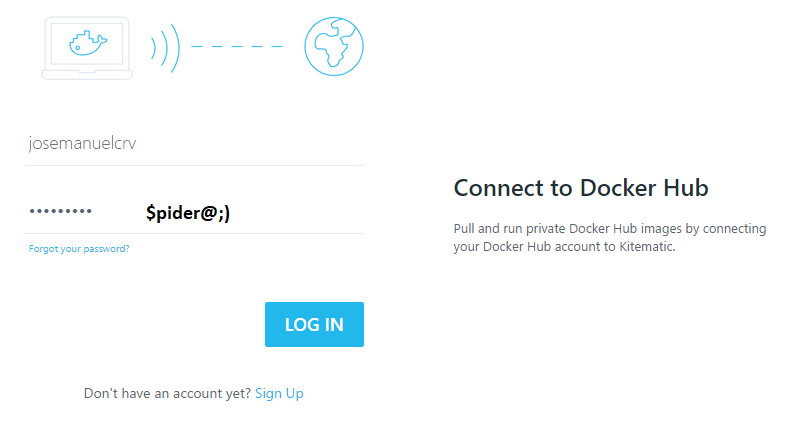 josemanuelcrv
••••••••• $pider@;)
Forgot your password?
LOG IN
Don't have an account yet? Sign Up
Connect to Docker Hub
Pull and run private Docker Hub images by connecting
your Docker Hub account to Kitematic.